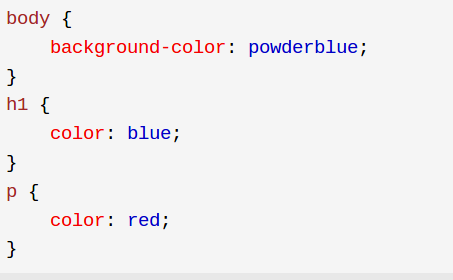 body {
    background-color: powderblue;
}
h1 {
    color: blue;
}
p {
    color: red;
}